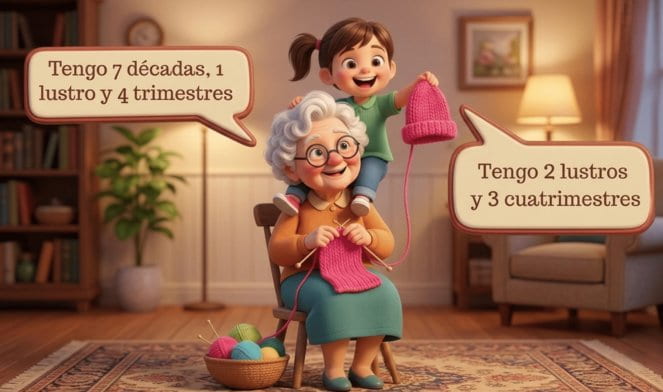 Tengo 7 décadas, 1
lustro y 4 trimestres
Tengo 2 lustros
y 3 cuatrimestres